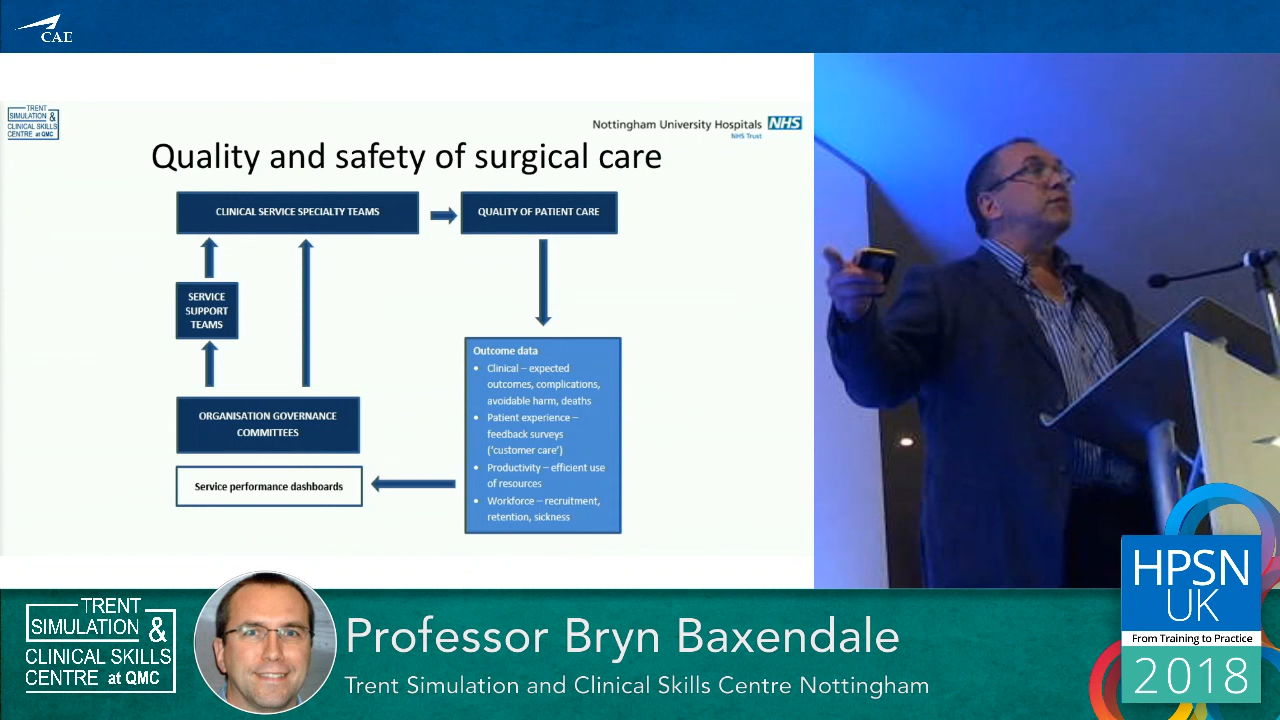 CAE
TRENT
SIMULATION &
CLINICAL SKILLS
CENTRE at QMC
Nottingham University Hospitals NHS
NHS Trust
Quality and safety of surgical care
CLINICAL SERVICE SPECIALTY TEAMS
QUALITY OF PATIENT CARE
SERVICE
SUPPORT
TEAMS
ORGANISATION GOVERNANCE
COMMITTEES
Service performance dashboards
Outcome data
• Clinical – expected
outcomes, complications,
avoidable harm, deaths
• Patient experience –
feedback surveys
(‘customer care’)
• Productivity – efficient use
of resources
• Workforce – recruitment,
retention, sickness
TRENT
SIMULATION &
CLINICAL SKILLS
CENTRE at QMC
Professor Bryn Baxendale
Trent Simulation and Clinical Skills Centre Nottingham
HPSN
UK
From Training to Practice
2018